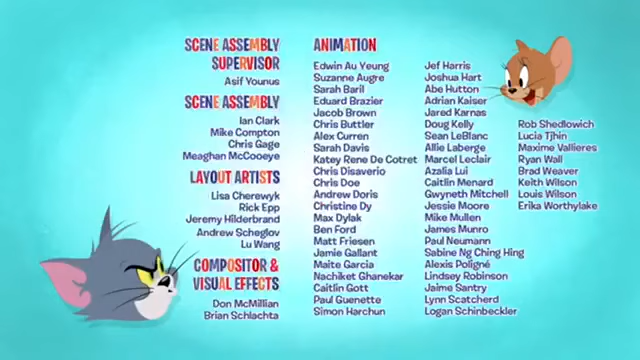 SCENE ASSEMBLY
SUPERVISOR
Asif Younus
SCENE ASSEMBLY
Ian Clark
Mike Compton
Chris Gage
Meaghan McCooeye
LAYOUT ARTISTS
Lisa Cherewyk
Rick Epp
Jeremy Hilderbrand
Andrew Scheglov
Lu Wang
COMPOSITOR &
VISUAL EFFECTS
Don McMillian
Brian Schlachta
ANIMATION
Edwin Au Yeung
Suzanne Augre
Sarah Baril
Eduard Brazier
Jacob Brown
Chris Buttler
Alex Curren
Sarah Davis
Katey Rene De Cotret
Chris Disaverio
Chris Doe
Andrew Doris
Christine Dy
Max Dylak
Ben Ford
Matt Friesen
Jamie Gallant
Maite Garcia
Nachiket Ghanekar
Caitlin Gott
Paul Guenette
Simon Harchun
Jef Harris
Joshua Hart
Abe Hutton
Adrian Kaiser
Jared Karnas
Doug Kelly
Sean LeBlanc
Allie Laberge
Marcel Leclair
Azalia Lui
Caitlin Menard
Gwyneth Mitchell
Jessie Moore
Mike Mullen
James Munro
Paul Neumann
Sabine Ng Ching Hing
Alexis Poligné
Lindsey Robinson
Jaime Santry
Lynn Scatcherd
Logan Schinbeckler
Rob Shedlowich
Lucia Tjhin
Maxime Vallieres
Ryan Wall
Brad Weaver
Keith Wilson
Louis Wilson
Erika Worthylake